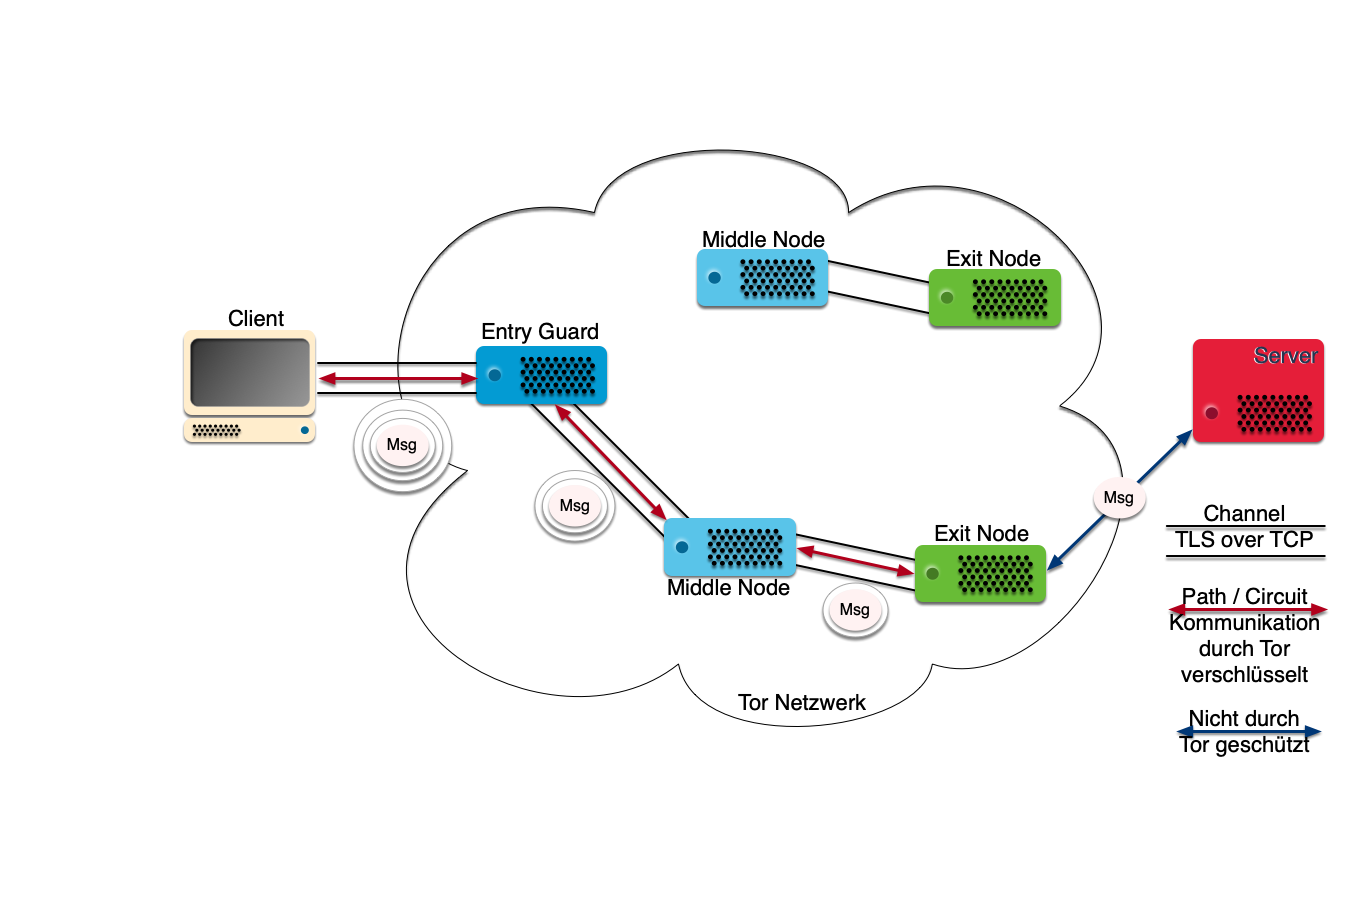 Middle Node
Exit Node
Client
Entry Guard
Server
Msg
Msg
Msg
Exit Node
Middle Node
Msg
Tor Netzwerk
Channel
TLS over TCP
Path / Circuit
Kommunikation
durch Tor
verschlüsselt
Nicht durch
Tor geschützt